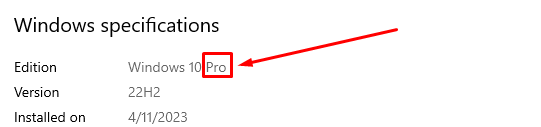 Windows specifications
Edition Windows 10 Pro
Version 22H2
Installed on 4/11/2023